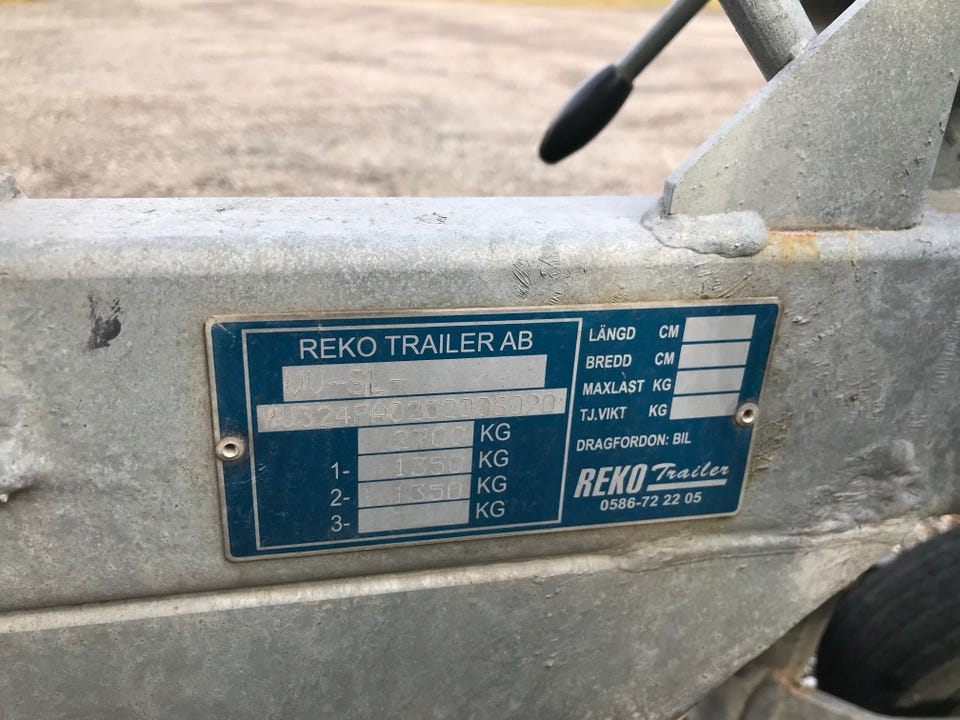 REKO TRAILER AB
KG
1- 1350 KG
2- 1350 KG
3- KG
LÄNGD CM
BREDD CM
MAXLAST KG
TJ.VIKT KG
DRAGFORDON: BIL
REKO Trailer
0586-72 22 05